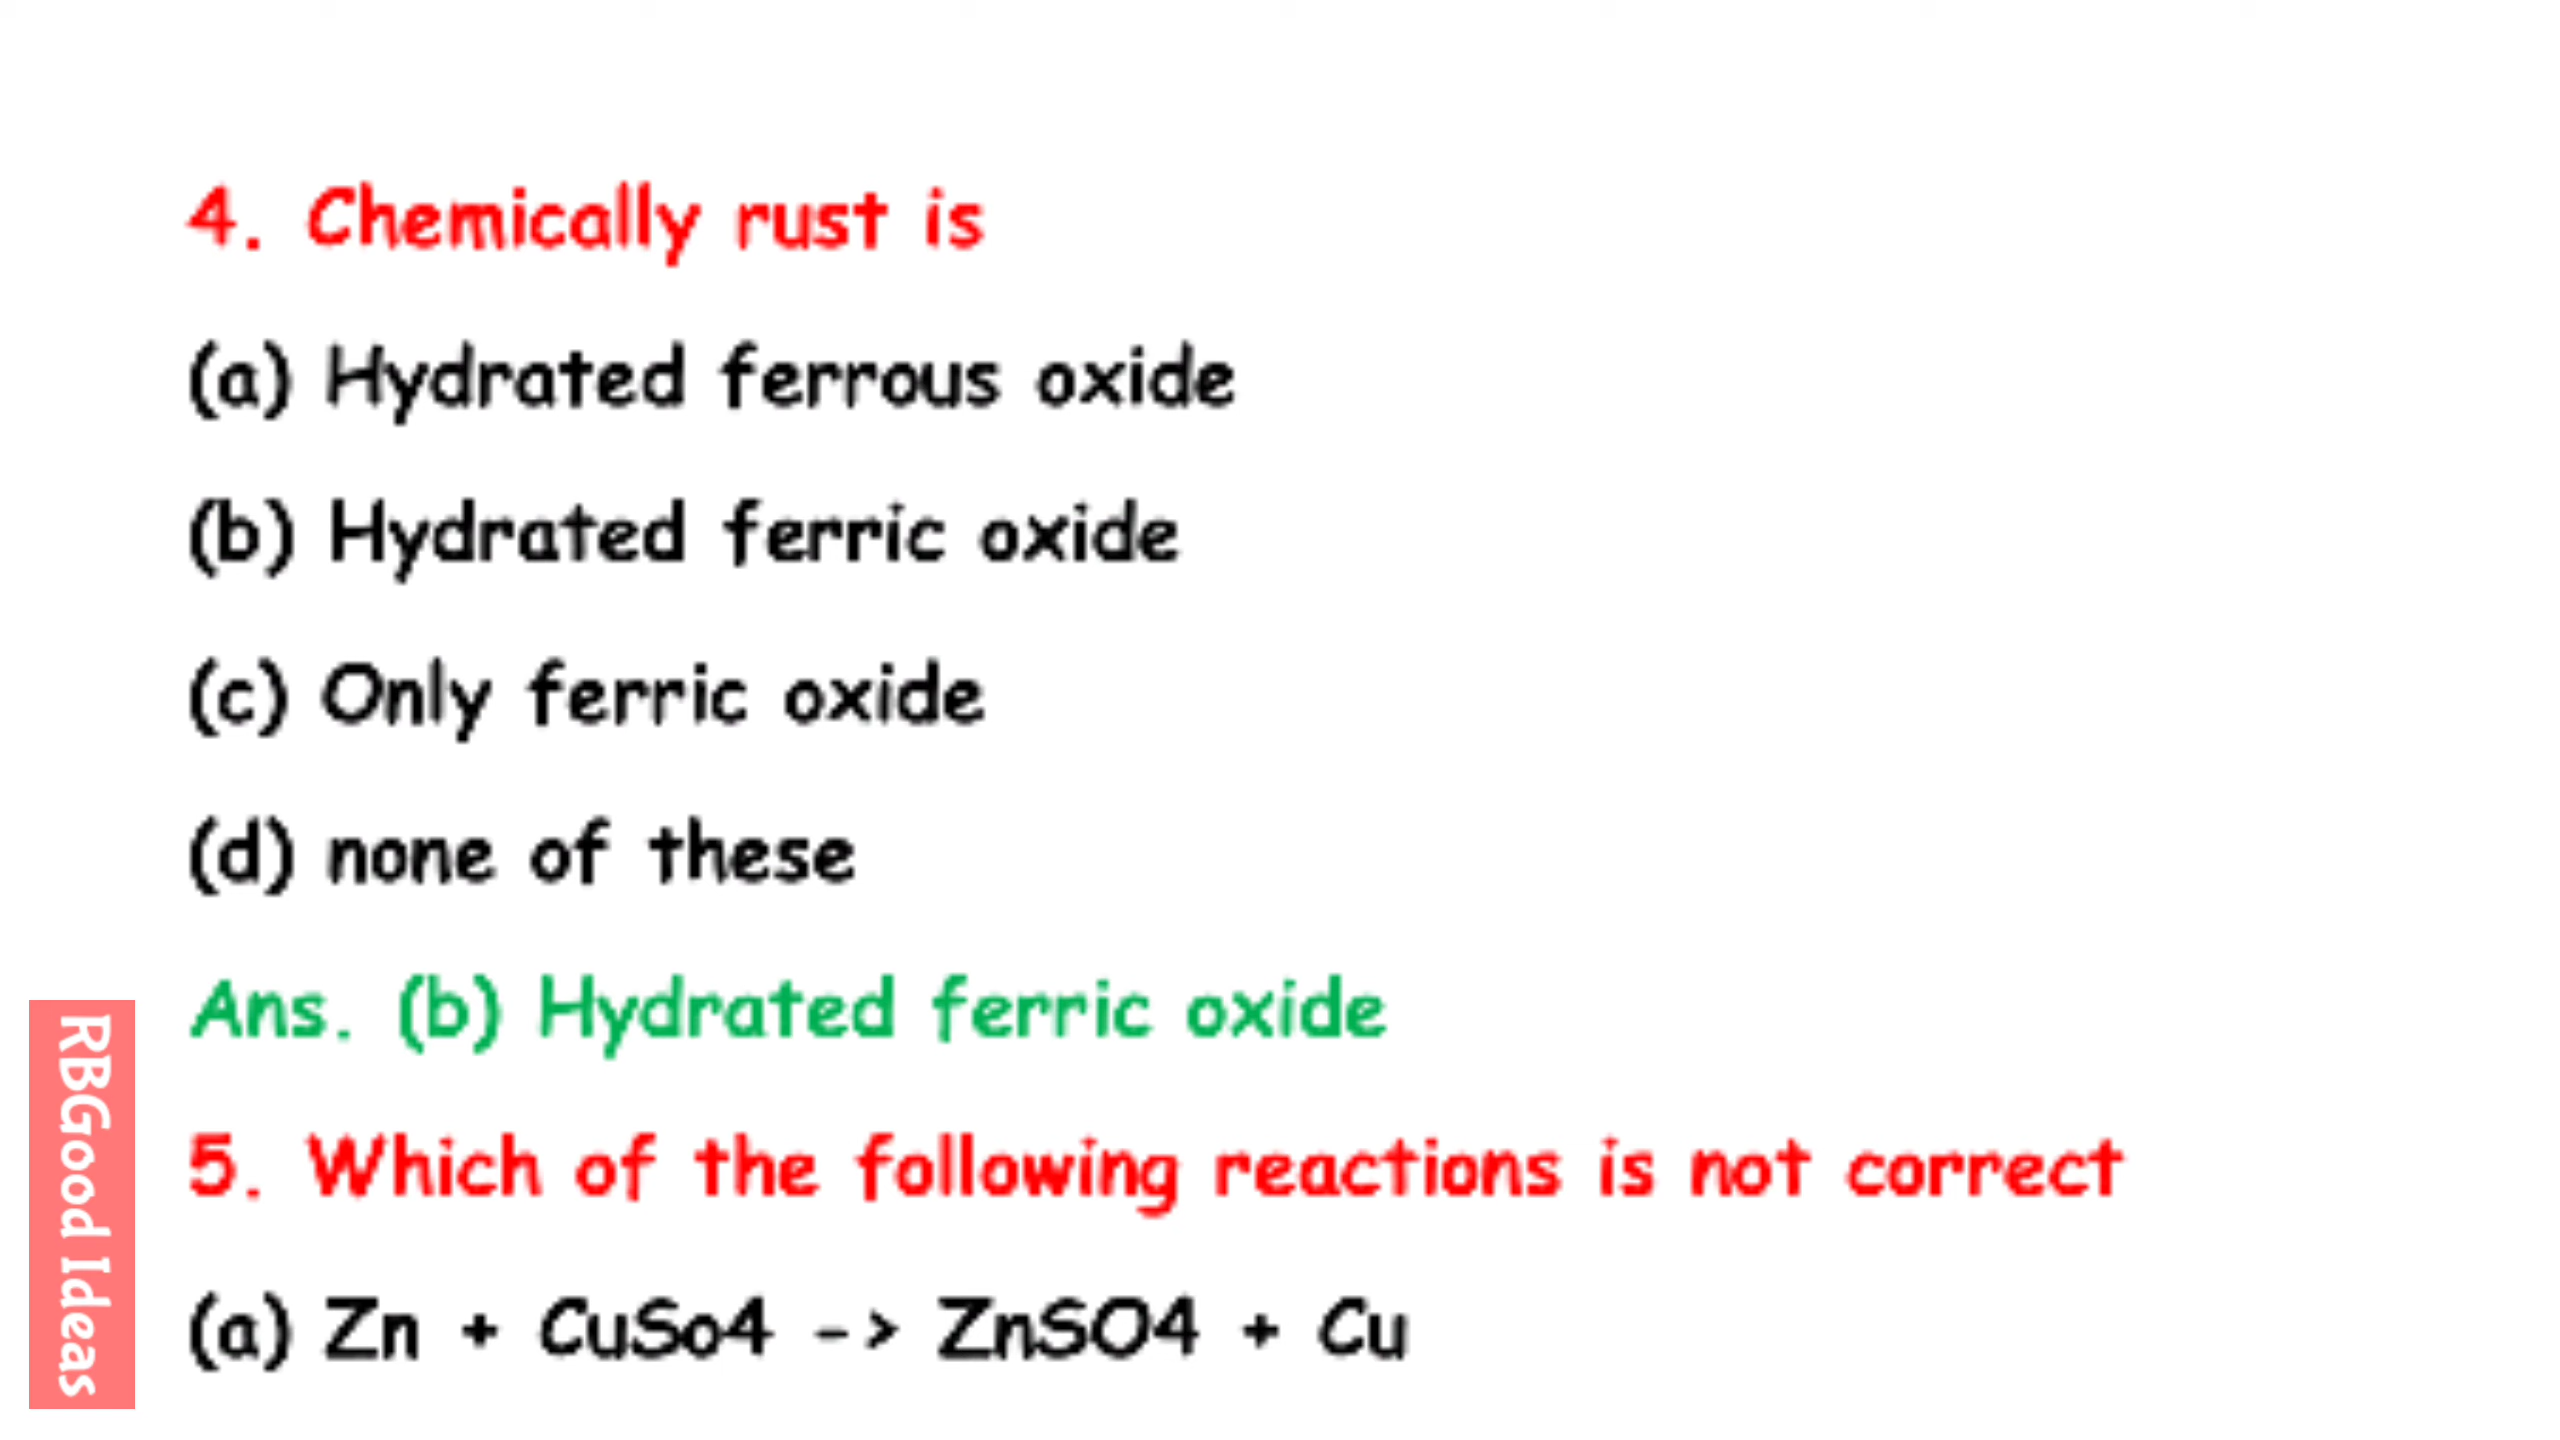 4. Chemically rust is
(a) Hydrated ferrous oxide
(b) Hydrated ferric oxide
(c) Only ferric oxide
(d) none of these
Ans. (b) Hydrated ferric oxide
5. Which of the following reactions is not correct
(a) Zn + CuSo4 -> ZnSO4 + Cu
RBGood Ideas